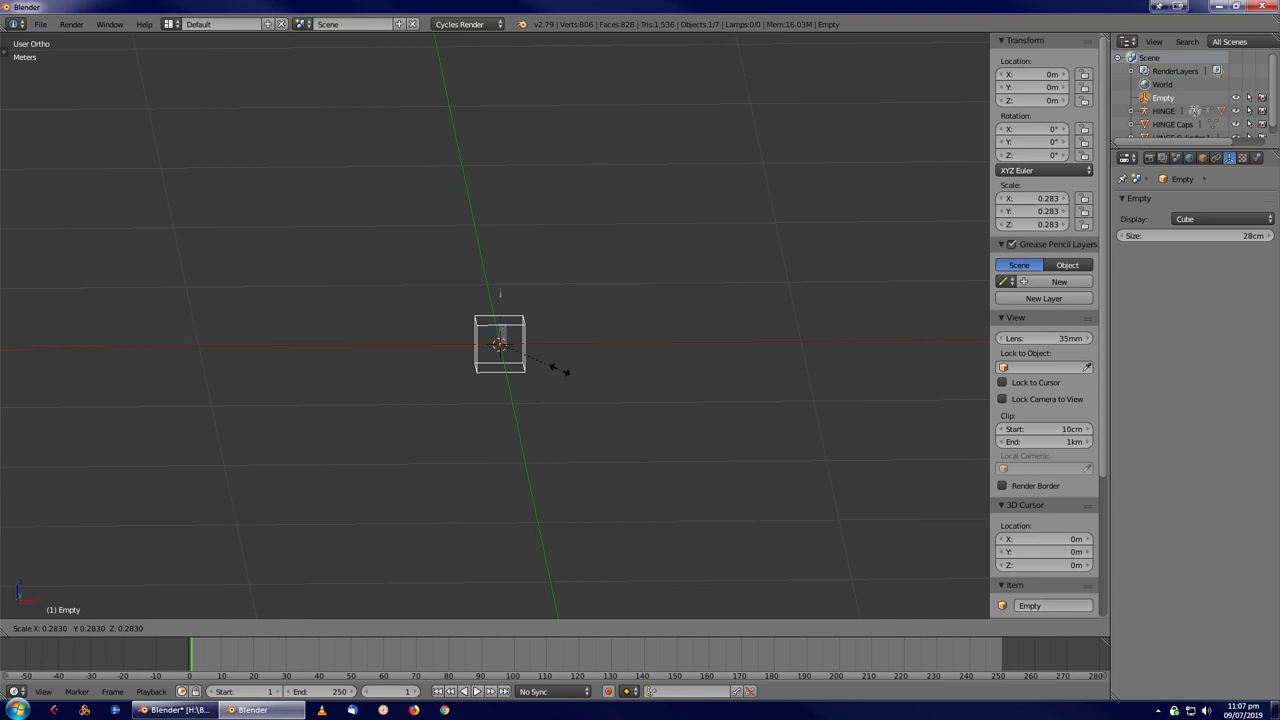 Blender
File Render Window Help Default Scene Cycles Render v2.79 | Verts:806 | Faces:828 | Tris:1,536 | Objects:1/7 | Lamps:0/0 | Mem:16.03M | Empty
User Ortho
Meters
Transform
Location:
X: 0m
Y: 0m
Z: 0m
Rotation:
X: 0°
Y: 0°
Z: 0°
XYZ Euler
Scale:
X: 0.283
Y: 0.283
Z: 0.283
Grease Pencil Layers
Scene Object
New
New Layer
View
Lens: 35mm
Lock to Object:
Lock to Cursor
Lock Camera to View
Clip:
Start: 10cm
End: 1km
Local Camera:
Render Border
3D Cursor
Location:
X: 0m
Y: 0m
Z: 0m
Item
Empty
View Search All Scenes
Scene
RenderLayers
World
Empty
HINGE
HINGE Caps
Empty
Empty
Display: Cube
Size: 28cm
z
(1) Empty
Scale X: 0.2830 Y: 0.2830 Z: 0.2830
-50 -40 -30 -20 -10 0 10 20 30 40 50 60 70 80 90 100 110 120 130 140 150 160 170 180 190 200 210 220 230 240 250 260 270 280
View Marker Frame Playback Start: 1 End: 250 1 No Sync
Blender* [H:\B... Blender
11:07 pm
09/07/2019